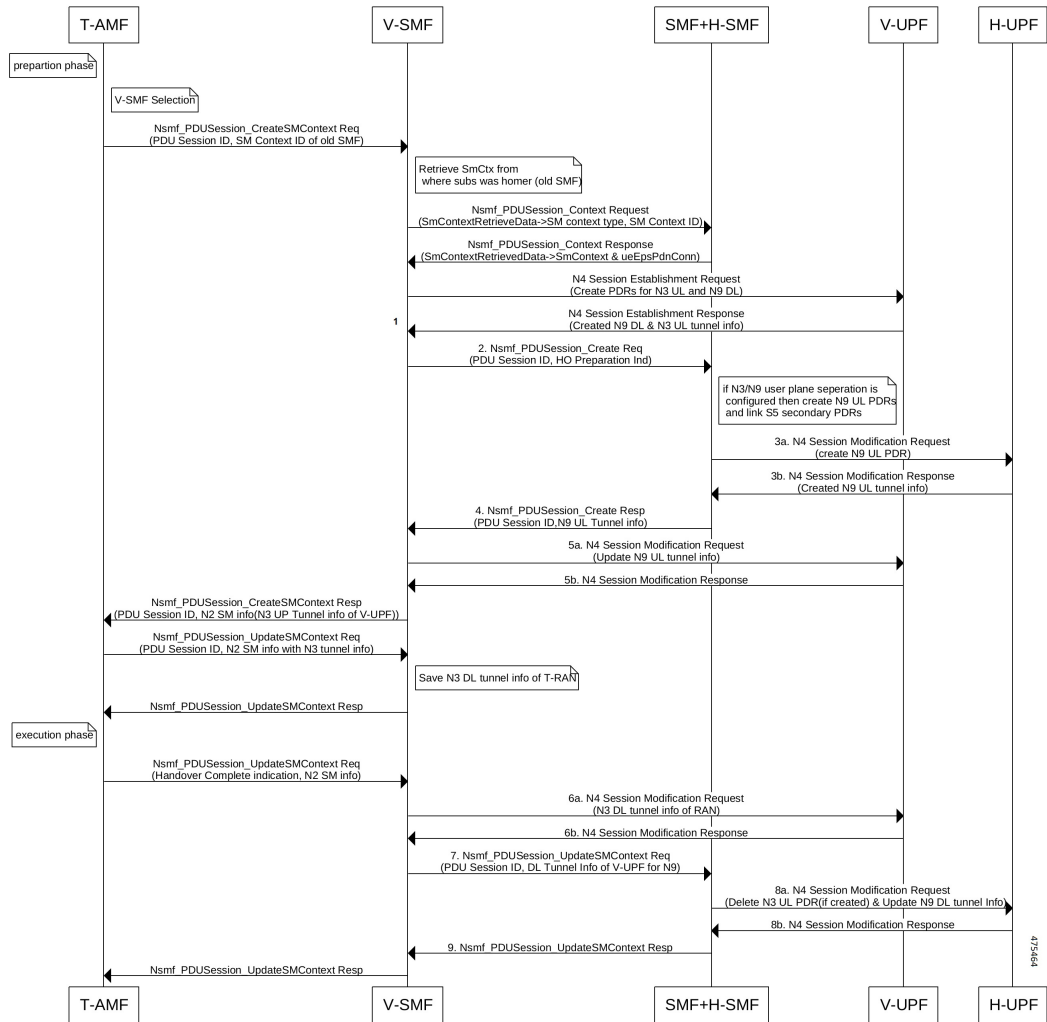 T-AMF
V-SMF
SMF+H-SMF
V-UPF
H-UPF
prepartion phase
V-SMF Selection
Nsmf_PDUSession_CreateSMContext Req
(PDU Session ID, SM Context ID of old SMF)
Retrieve SmCtx from
where subs was homer (old SMF)
Nsmf_PDUSession_Context Request
(SmContextRetrieveData->SM context type, SM Context ID)
Nsmf_PDUSession_Context Response
(SmContextRetrievedData->SmContext & ueEpsPdnConn)
N4 Session Establishment Request
(Create PDRs for N3 UL and N9 DL)
1
N4 Session Establishment Response
(Created N9 DL & N3 UL tunnel info)
2. Nsmf_PDUSession_Create Req
(PDU Session ID, HO Preparation Ind)
if N3/N9 user plane seperation is
configured then create N9 UL PDRs
and link S5 secondary PDRs
3a. N4 Session Modification Request
(create N9 UL PDR)
3b. N4 Session Modification Response
(Created N9 UL tunnel info)
4. Nsmf_PDUSession_Create Resp
(PDU Session ID,N9 UL Tunnel info)
5a. N4 Session Modification Request
(Update N9 UL tunnel info)
5b. N4 Session Modification Response
Nsmf_PDUSession_CreateSMContext Resp
(PDU Session ID, N2 SM info(N3 UP Tunnel info of V-UPF))
Nsmf_PDUSession_UpdateSMContext Req
(PDU Session ID, N2 SM info with N3 tunnel info)
Save N3 DL tunnel info of T-RAN
Nsmf_PDUSession_UpdateSMContext Resp
execution phase
Nsmf_PDUSession_UpdateSMContext Req
(Handover Complete indication, N2 SM info)
6a. N4 Session Modification Request
(N3 DL tunnel info of RAN)
6b. N4 Session Modification Response
7. Nsmf_PDUSession_UpdateSMContext Req
(PDU Session ID, DL Tunnel Info of V-UPF for N9)
8a. N4 Session Modification Request
(Delete N3 UL PDR(if created) & Update N9 DL tunnel Info)
8b. N4 Session Modification Response
9. Nsmf_PDUSession_UpdateSMContext Resp
Nsmf_PDUSession_UpdateSMContext Resp
475464
T-AMF
V-SMF
SMF+H-SMF
V-UPF
H-UPF